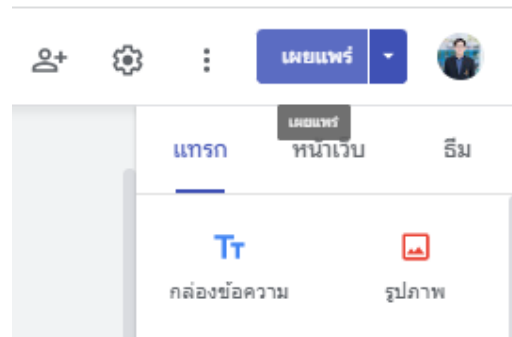 เผยแพร่
เผยแพร่
แทรก หน้าเว็บ ธีม
TT
กล่องข้อความ รูปภาพ